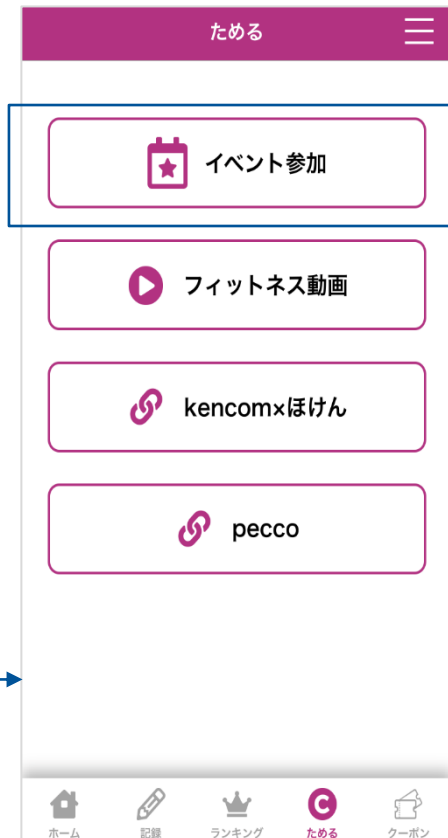 ためる
イベント参加
フィットネス動画
kencom×ほけん
pecco
ホーム 記録 ランキング ためる クーポン